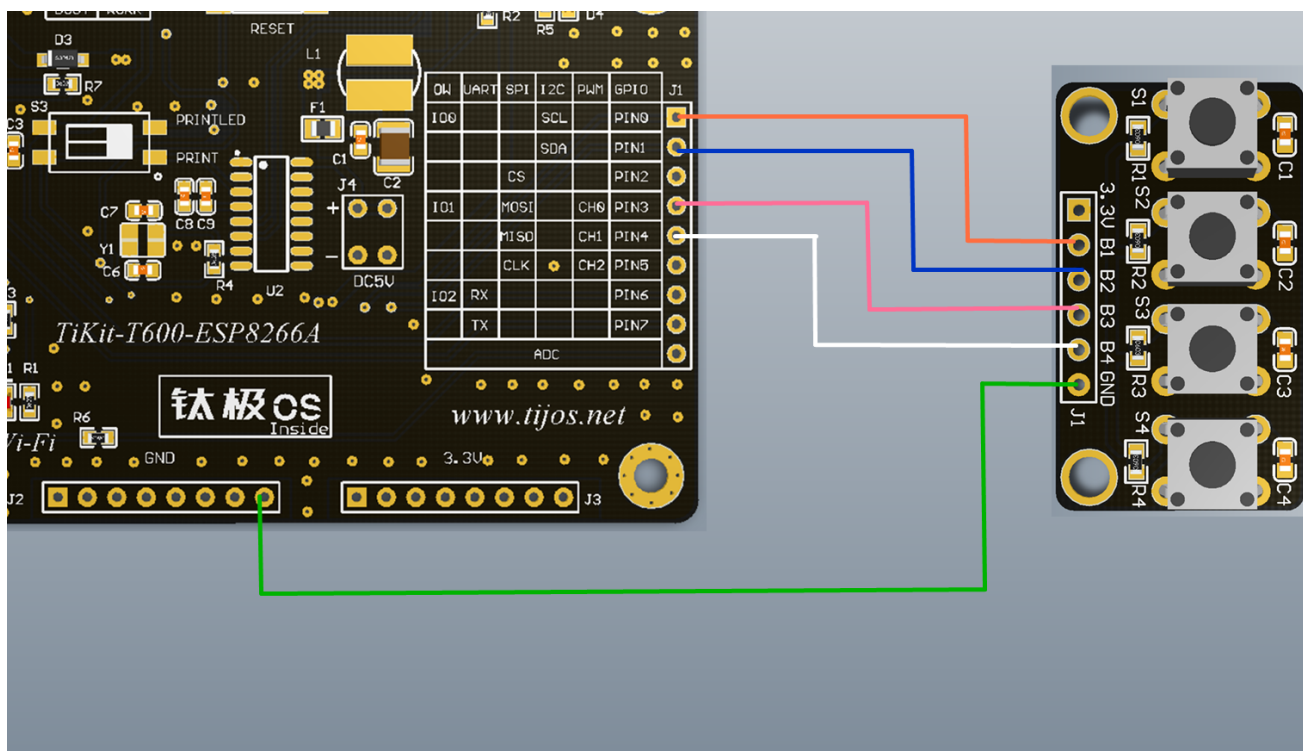 RESET
R2
R5
D4
D3
R7
L1
S3
C3
PRINTLED
PRINT
F1
C1
C2
OW UART SPI I2C PWM GPIO J1
IO0 SCL PIN0
SDA PIN1
CS PIN2
IO1 MOSI CH0 PIN3
MISO CH1 PIN4
CLK CH2 PIN5
IO2 RX PIN6
TX PIN7
ADC
J4
+
−
DC5V
C7
C8
C9
Y1
C6
R4
U2
TiKit-T600-ESP8266A
R1
钛极OS
Inside
R6
www.tijos.net
GND
3.3V
J2
J3
S1
R1
C1
S2
R2
C2
S3
R3
C3
S4
R4
C4
3.3V
B1
B2
B3
B4
GND
J1